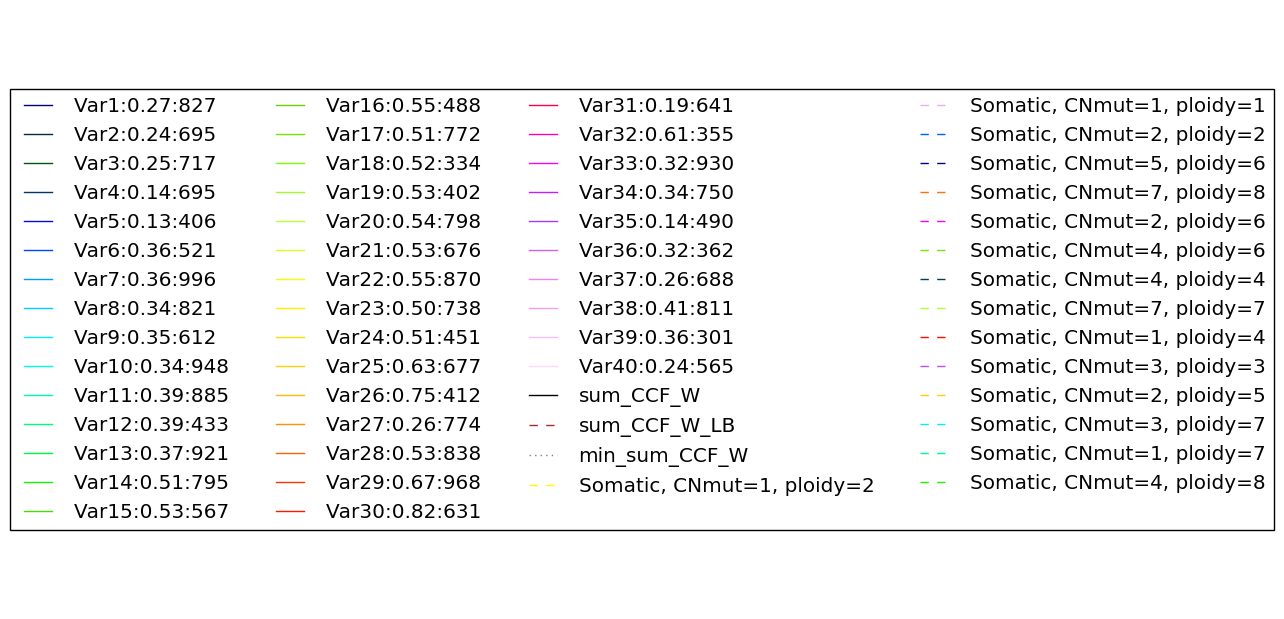 Var1:0.27:827
Var2:0.24:695
Var3:0.25:717
Var4:0.14:695
Var5:0.13:406
Var6:0.36:521
Var7:0.36:996
Var8:0.34:821
Var9:0.35:612
Var10:0.34:948
Var11:0.39:885
Var12:0.39:433
Var13:0.37:921
Var14:0.51:795
Var15:0.53:567
Var16:0.55:488
Var17:0.51:772
Var18:0.52:334
Var19:0.53:402
Var20:0.54:798
Var21:0.53:676
Var22:0.55:870
Var23:0.50:738
Var24:0.51:451
Var25:0.63:677
Var26:0.75:412
Var27:0.26:774
Var28:0.53:838
Var29:0.67:968
Var30:0.82:631
Var31:0.19:641
Var32:0.61:355
Var33:0.32:930
Var34:0.34:750
Var35:0.14:490
Var36:0.32:362
Var37:0.26:688
Var38:0.41:811
Var39:0.36:301
Var40:0.24:565
sum_CCF_W
sum_CCF_W_LB
min_sum_CCF_W
Somatic, CNmut=1, ploidy=2
Somatic, CNmut=1, ploidy=1
Somatic, CNmut=2, ploidy=2
Somatic, CNmut=5, ploidy=6
Somatic, CNmut=7, ploidy=8
Somatic, CNmut=2, ploidy=6
Somatic, CNmut=4, ploidy=6
Somatic, CNmut=4, ploidy=4
Somatic, CNmut=7, ploidy=7
Somatic, CNmut=1, ploidy=4
Somatic, CNmut=3, ploidy=3
Somatic, CNmut=2, ploidy=5
Somatic, CNmut=3, ploidy=7
Somatic, CNmut=1, ploidy=7
Somatic, CNmut=4, ploidy=8